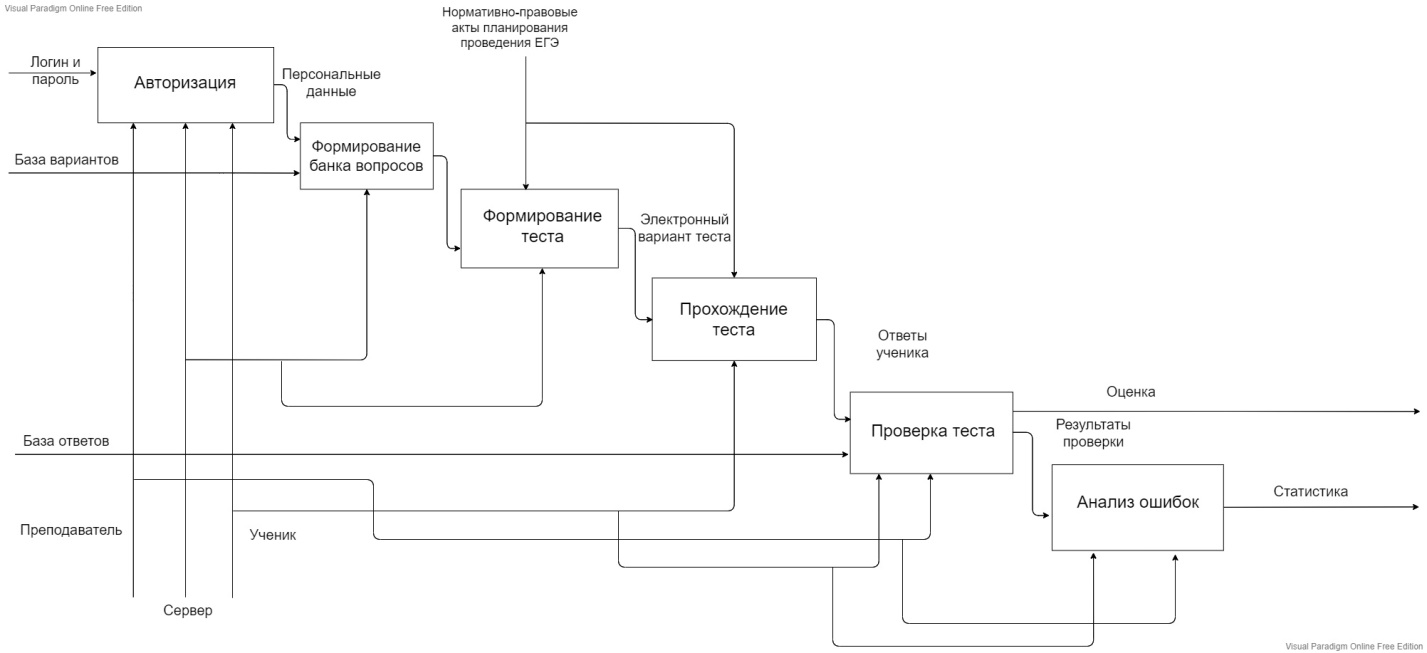 Visual Paradigm Online Free Edition
Нормативно-правовые
акты планирования
проведения ЕГЭ
Логин и
пароль
Авторизация
Персональные
данные
База вариантов
Формирование
банка вопросов
Формирование
теста
Электронный
вариант теста
Прохождение
теста
Ответы
ученика
Оценка
База ответов
Проверка теста
Результаты
проверки
Анализ ошибок
Статистика
Преподаватель
Ученик
Сервер
Visual Paradigm Online Free Edition